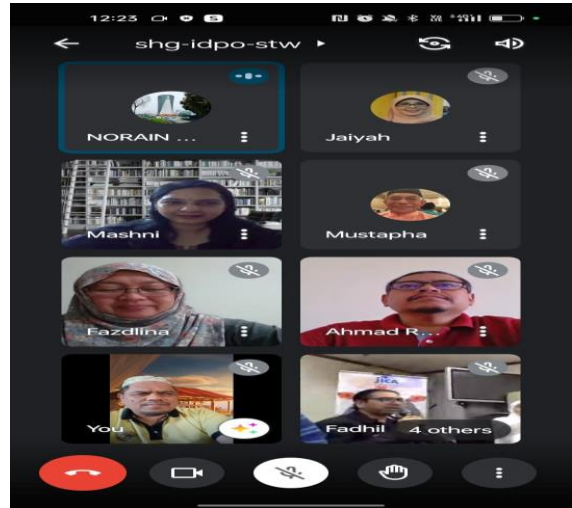 12:23
shg-idpo-stw
NORAIN ...
Jaiyah
Mashni
Mustapha
Fazdlina
Ahmad R...
You
JICA
Fadhil
4 others